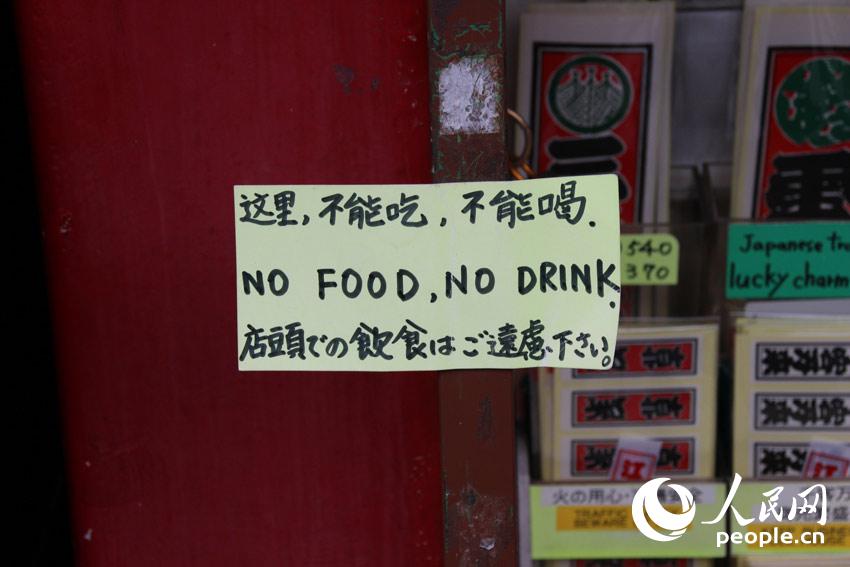 这里,不能吃,不能喝.
NO FOOD, NO DRINK.
店頭での飲食はご遠慮下さい。
540
370
Japanese tra
lucky charm
火の用心・
TRAFFIC
BEWARE
人民网
people.cn